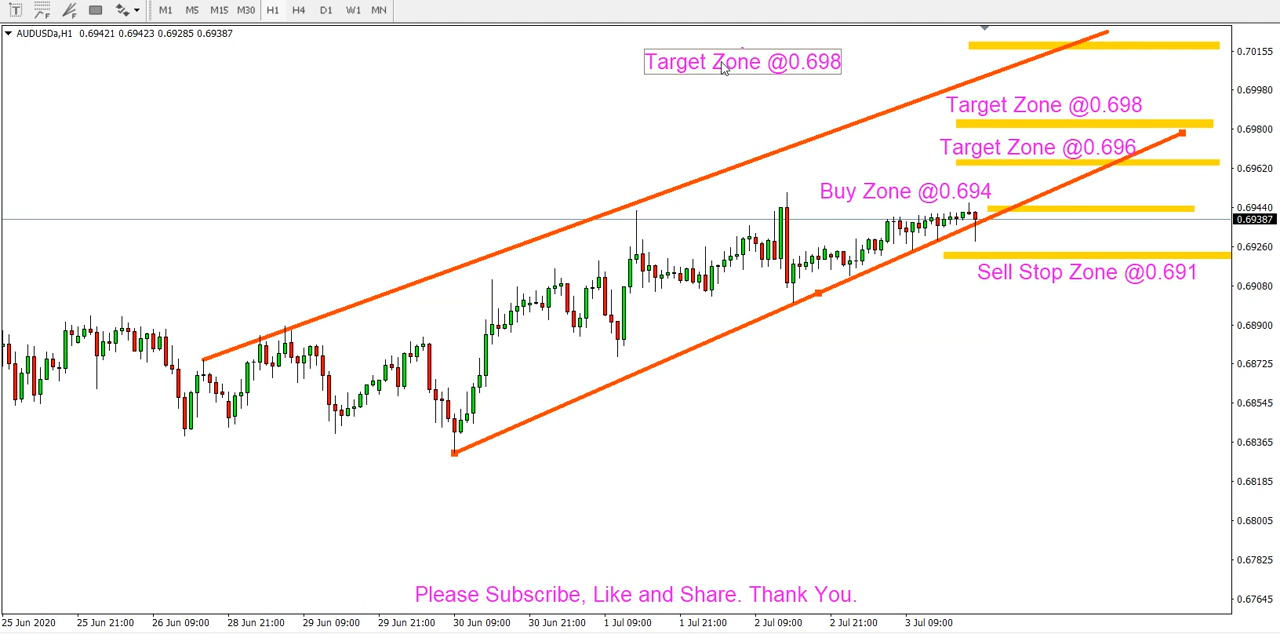 T F F M1 M5 M15 M30 H1 H4 D1 W1 MN
AUDUSDa,H1 0.69421 0.69423 0.69285 0.69387
Target Zone @0.698
0.70155
0.69980
Target Zone @0.698
0.69800
Target Zone @0.696
0.69620
Buy Zone @0.694
0.69440
0.69387
0.69260
Sell Stop Zone @0.691
0.69080
0.68900
0.68725
0.68545
0.68365
0.68185
0.68005
0.67825
Please Subscribe, Like and Share. Thank You.
0.67645
25 Jun 2020 25 Jun 21:00 26 Jun 09:00 28 Jun 21:00 29 Jun 09:00 29 Jun 21:00 30 Jun 09:00 30 Jun 21:00 1 Jul 09:00 1 Jul 21:00 2 Jul 09:00 2 Jul 21:00 3 Jul 09:00